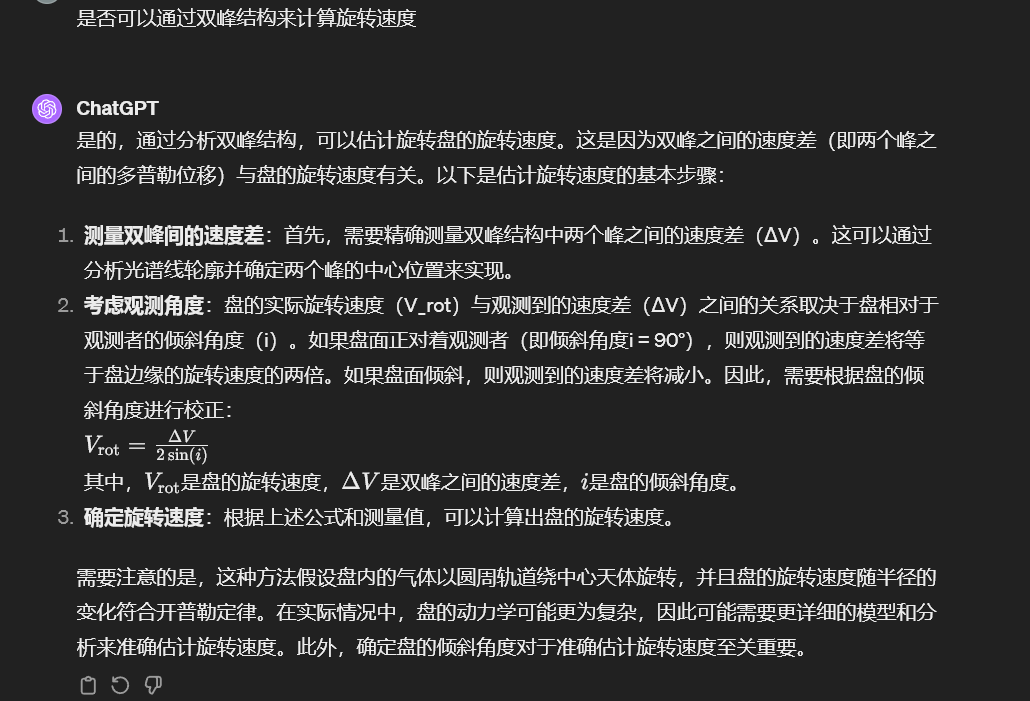 是否可以通过双峰结构来计算旋转速度
ChatGPT
是的，通过分析双峰结构，可以估计旋转盘的旋转速度。这是因为双峰之间的速度差（即两个峰之
间的多普勒位移）与盘的旋转速度有关。以下是估计旋转速度的基本步骤：
1. 测量双峰间的速度差：首先，需要精确测量双峰结构中两个峰之间的速度差（ΔV）。这可以通过
分析光谱线轮廓并确定两个峰的中心位置来实现。
2. 考虑观测角度：盘的实际旋转速度（V_rot）与观测到的速度差（ΔV）之间的关系取决于盘相对于
观测者的倾斜角度（i）。如果盘面正对着观测者（即倾斜角度i = 90°），则观测到的速度差将等
于盘边缘的旋转速度的两倍。如果盘面倾斜，则观测到的速度差将减小。因此，需要根据盘的倾
斜角度进行校正：
V_rot = ΔV / 2 sin(i)
其中，V_rot是盘的旋转速度，ΔV是双峰之间的速度差，i是盘的倾斜角度。
3. 确定旋转速度：根据上述公式和测量值，可以计算出盘的旋转速度。
需要注意的是，这种方法假设盘内的气体以圆周轨道绕中心天体旋转，并且盘的旋转速度随半径的
变化符合开普勒定律。在实际情况中，盘的动力学可能更为复杂，因此可能需要更详细的模型和分
析来准确估计旋转速度。此外，确定盘的倾斜角度对于准确估计旋转速度至关重要。